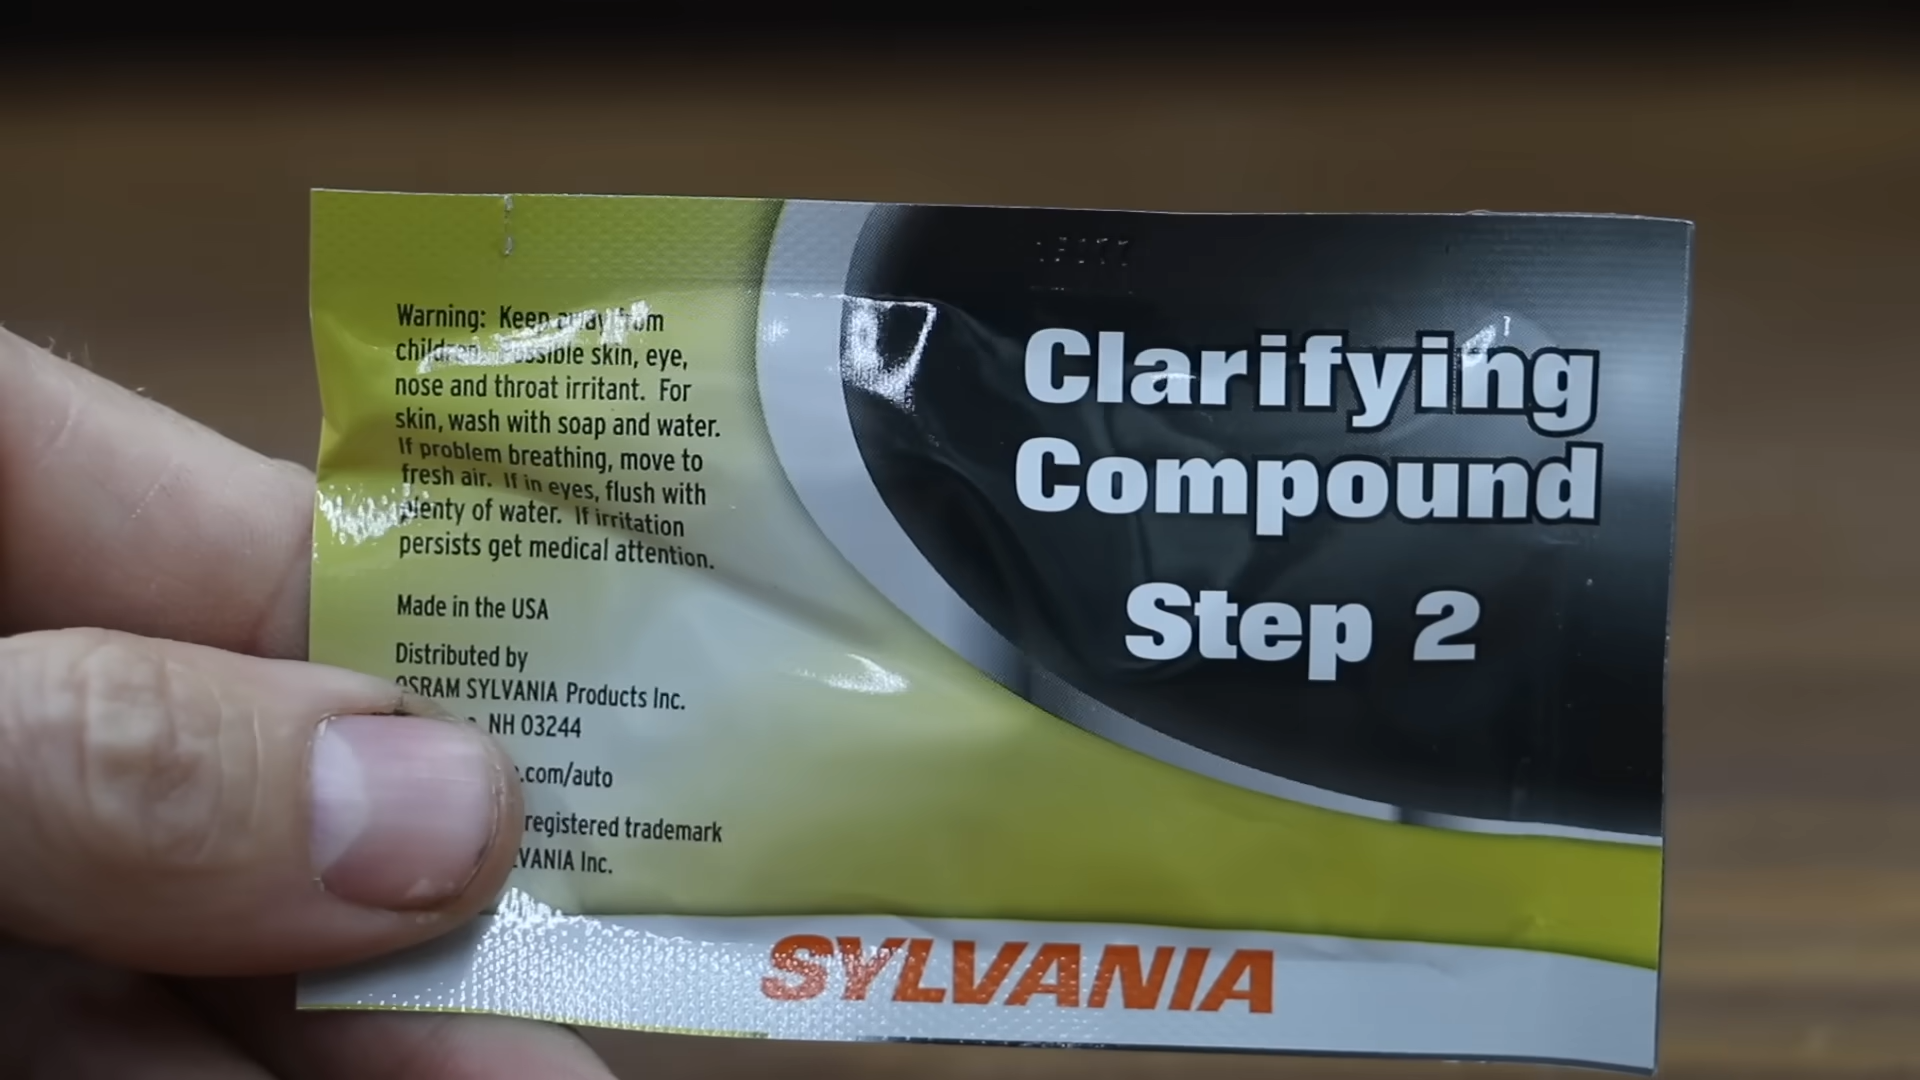 Warning: Keep away from
children. Possible skin, eye,
nose and throat irritant. For
skin, wash with soap and water.
If problem breathing, move to
fresh air. If in eyes, flush with
plenty of water. If irritation
persists get medical attention.
Made in the USA
Distributed by
OSRAM SYLVANIA Products Inc.
NH 03244
.com/auto
registered trademark
Inc.
Clarifying
Compound
Step 2
SYLVANIA